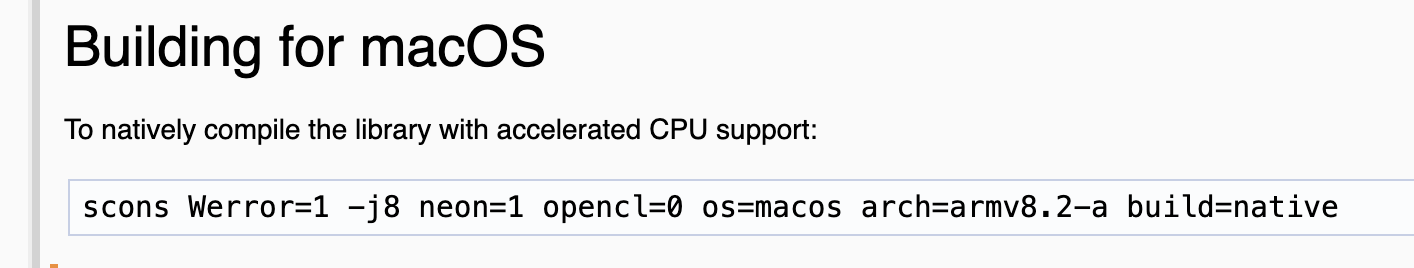 Building for macOS
To natively compile the library with accelerated CPU support:
scons Werror=1 -j8 neon=1 opencl=0 os=macos arch=armv8.2-a build=native